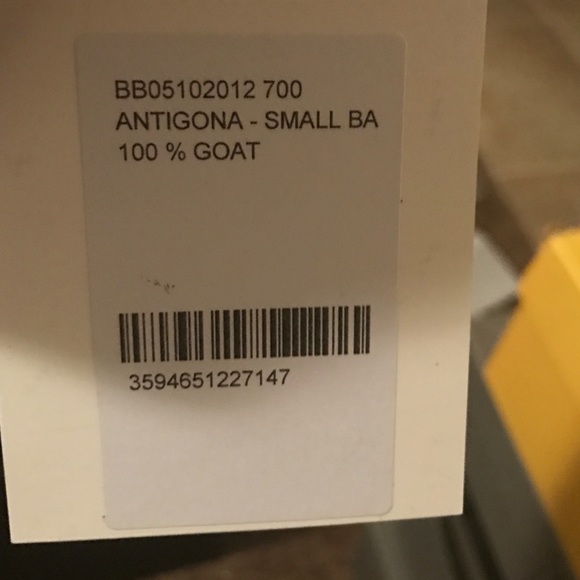 BB05102012 700
ANTIGONA - SMALL BA
100 % GOAT
3594651227147